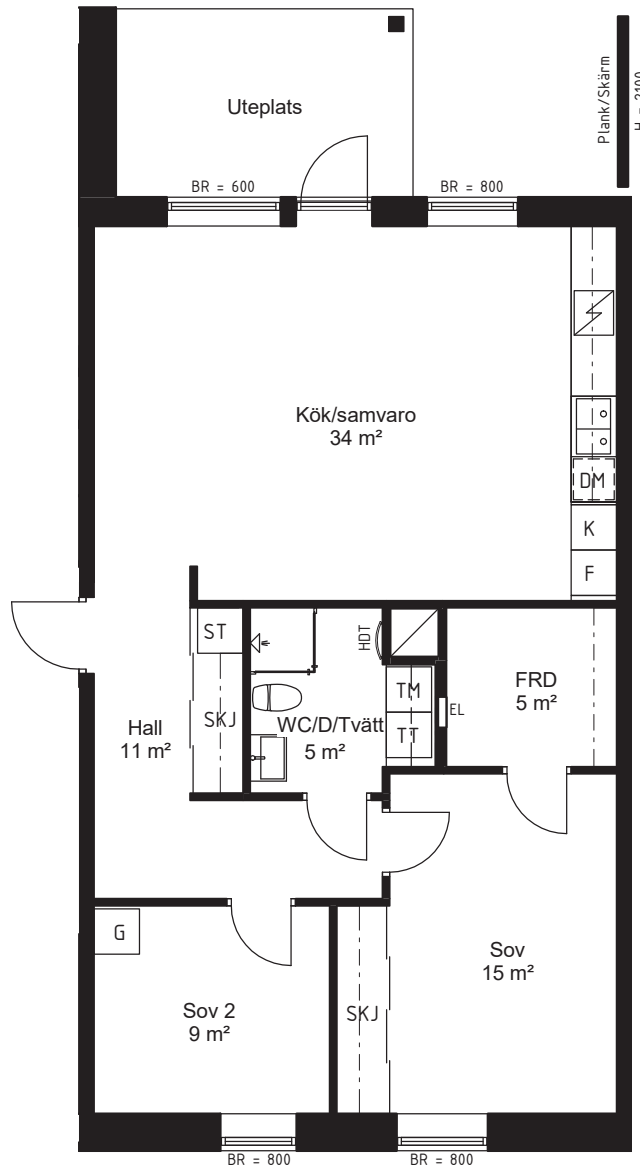 Uteplats
Plank/Skärm
H = 2100
BR = 600
BR = 800
Kök/samvaro
34 m²
DM
K
F
ST
SKJ
HDT
TM
TT
WC/D/Tvätt
5 m²
EL
FRD
5 m²
Hall
11 m²
G
Sov 2
9 m²
SKJ
Sov
15 m²
BR = 800
BR = 800